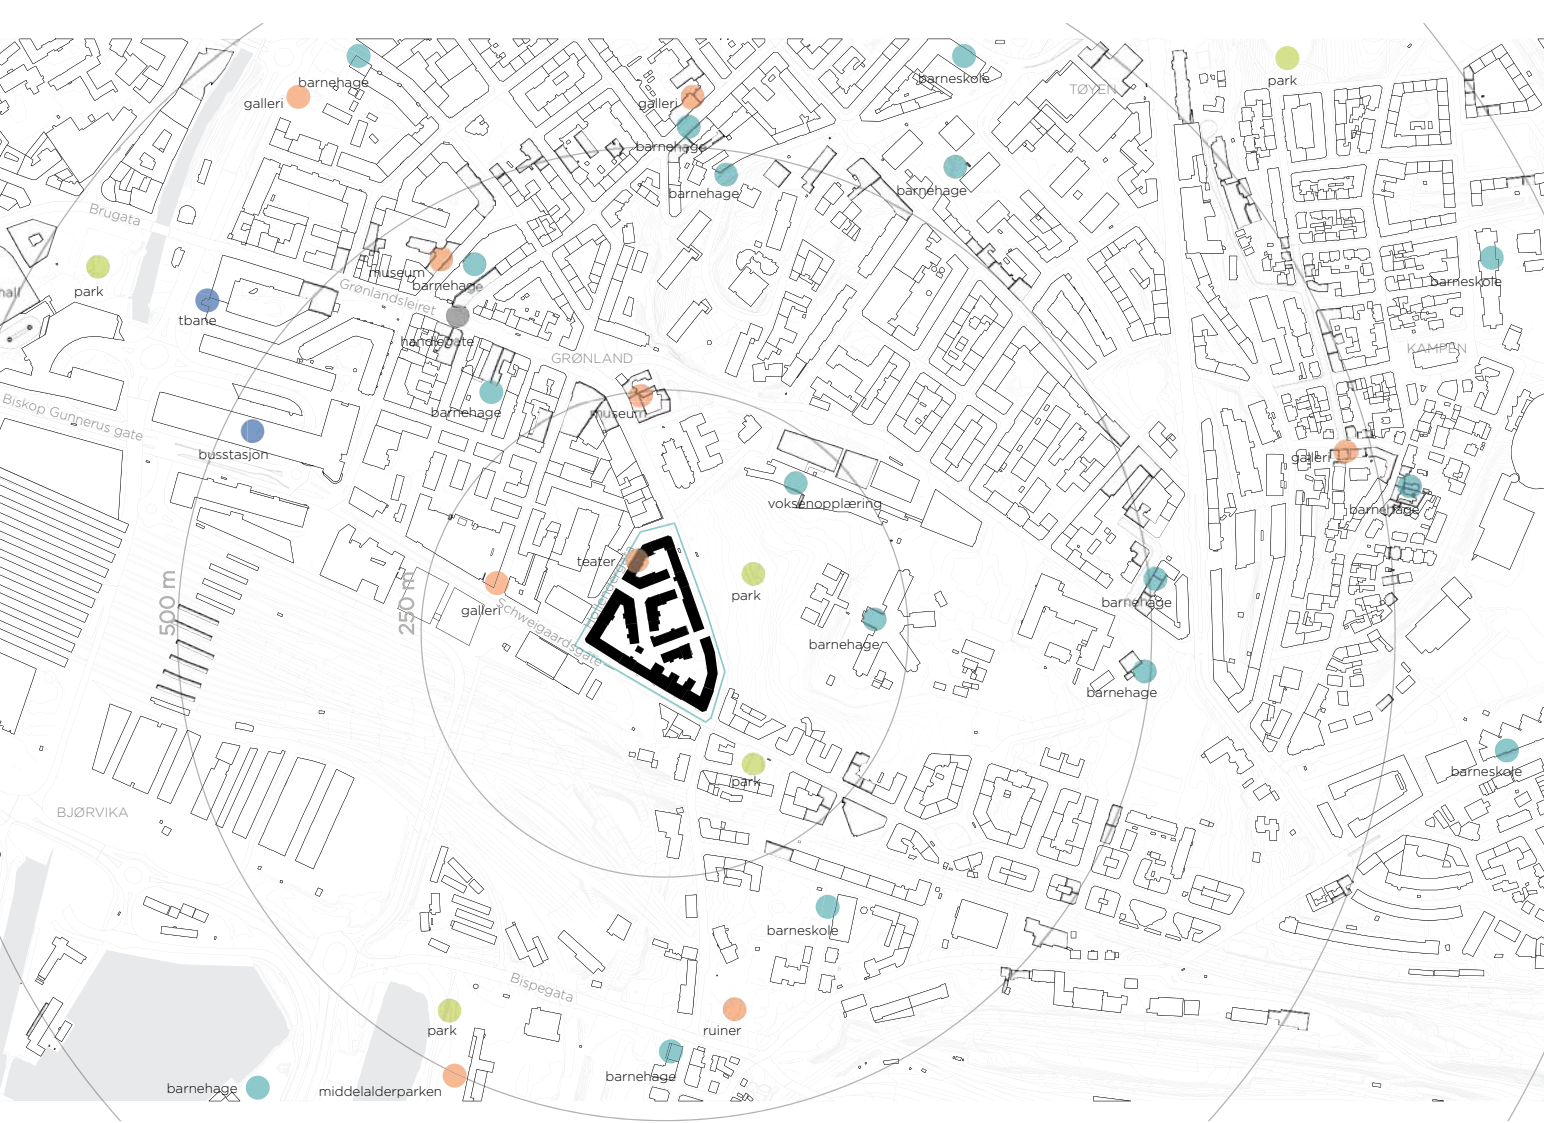 barnehage
barneskole
park
galleri
galleri
TØYEN
barnehage
barnehage
barnehage
Brugata
museum
barnehage
barneskole
park
Grønlandsleiret
tbane
handlegate
GRØNLAND
KAMPEN
Biskop Gunnerus gate
barnehage
museum
busstasjon
galleri
voksenopplæring
barnehage
teater
500 m
250 m
park
galleri
Schweigaardsgate
barnehage
barnehage
barnehage
barneskole
park
BJØRVIKA
barneskole
Bispegata
park
ruiner
barnehage
barnehage
middelalderparken